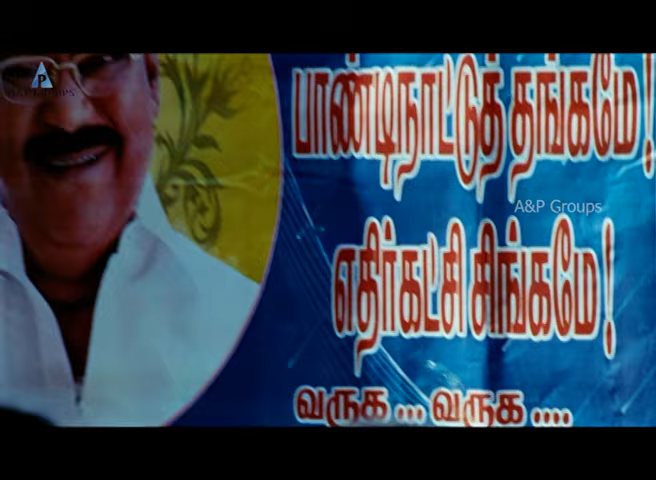 பாண்டிநாட்டுத் தங்கமே!
A&P Groups
எதிர்கட்சி சிங்கமே!
வருக ... வருக ....